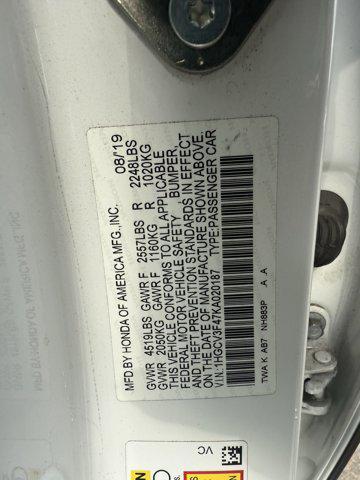 MFD.BY HONDA OF AMERICA MFG.,INC. 08/'19
GVWR 4519LBS GAWR F 2557LBS R 2248LBS
GVWR 2050KG GAWR F 1160KG R 1020KG
THIS VEHICLE CONFORMS TO ALL APPLICABLE
FEDERAL MOTOR VEHICLE SAFETY, BUMPER,
AND THEFT PREVENTION STANDARDS IN EFFECT
ON THE DATE OF MANUFACTURE SHOWN ABOVE.
VIN:1HGCV3F47KA020187 TYPE:PASSENGER CAR
TWA K AB7 NH883P A A
VC